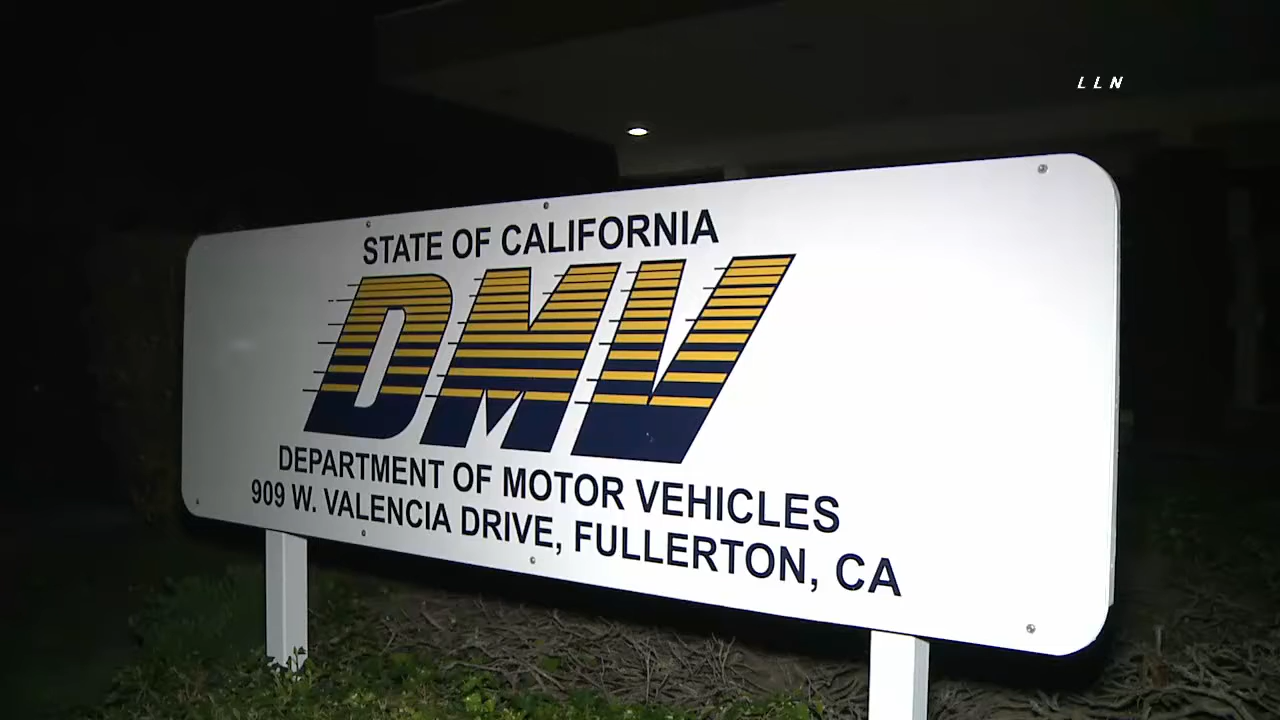 LLN
STATE OF CALIFORNIA
DMV
DEPARTMENT OF MOTOR VEHICLES
909 W. VALENCIA DRIVE, FULLERTON, CA